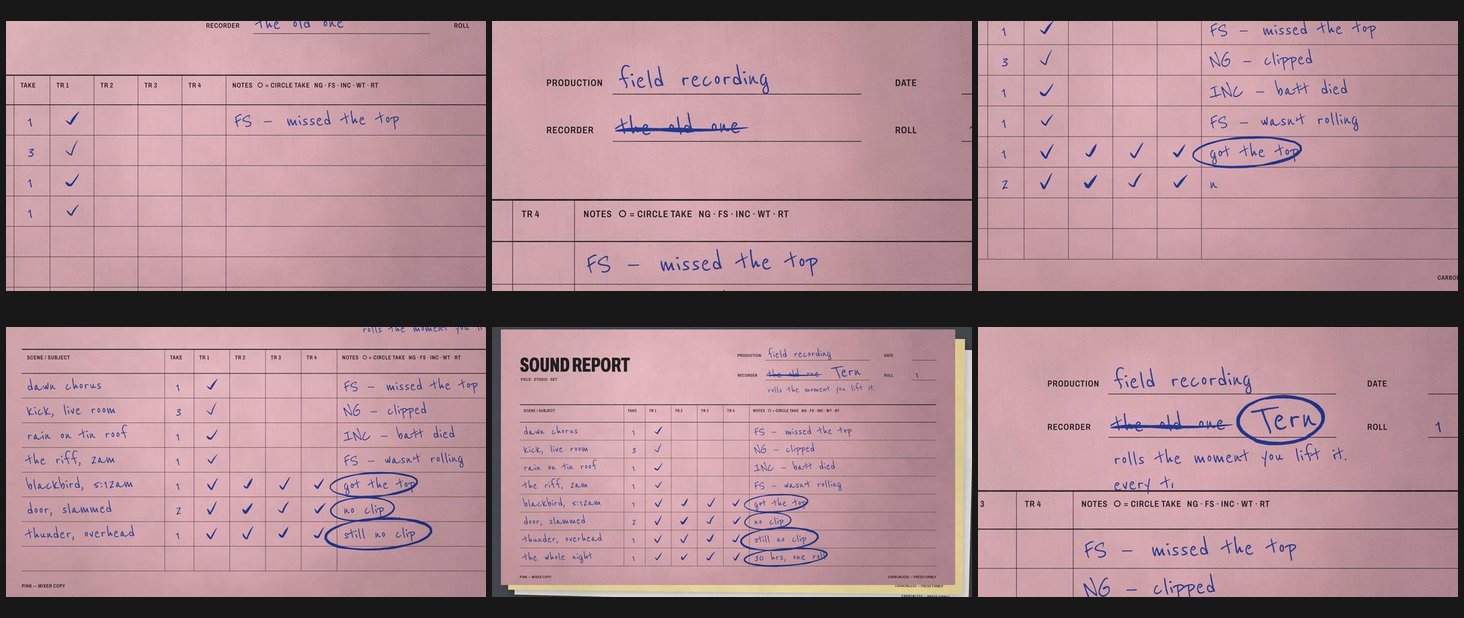 RECORDER the old one ROLL
TAKE TR 1 TR 2 TR 3 TR 4 NOTES O = CIRCLE TAKE NG · FS · INC · WT · RT
1 ✓ FS – missed the top
3 ✓
1 ✓
1 ✓
PRODUCTION field recording DATE
RECORDER the old one ROLL
TR 4 NOTES O = CIRCLE TAKE NG · FS · INC · WT · RT
FS – missed the top
1 ✓ FS – missed the top
3 ✓ NG – clipped
1 ✓ INC – batt died
1 ✓ FS – wasn't rolling
1 ✓ ✓ ✓ ✓ got the top
2 ✓ ✓ ✓ ✓ n
rolls the moment you
SCENE / SUBJECT TAKE TR 1 TR 2 TR 3 TR 4 NOTES O = CIRCLE TAKE NG · FS · INC · WT · RT
dawn chorus 1 ✓ FS – missed the top
kick, live room 3 ✓ NG – clipped
rain on tin roof 1 ✓ INC – batt died
the riff, 2am 1 ✓ FS – wasn't rolling
blackbird, 5:12am 1 ✓ ✓ ✓ ✓ got the top
door, slammed 2 ✓ ✓ ✓ ✓ no clip
thunder, overhead 1 ✓ ✓ ✓ ✓ still no clip
PINK – MIXER COPY
SOUND REPORT
FIELD · STUDIO · SET
PRODUCTION field recording DATE
RECORDER the old one Tern ROLL 1
rolls the moment you lift it.
SCENE / SUBJECT TAKE TR 1 TR 2 TR 3 TR 4 NOTES O = CIRCLE TAKE NG · FS · INC · WT · RT
dawn chorus 1 ✓ FS – missed the top
kick, live room 3 ✓ NG – clipped
rain on tin roof 1 ✓ INC – batt died
the riff, 2am 1 ✓ FS – wasn't rolling
blackbird, 5:12am 1 ✓ ✓ ✓ ✓ got the top
door, slammed 2 ✓ ✓ ✓ ✓ no clip
thunder, overhead 1 ✓ ✓ ✓ ✓ still no clip
the whole night 1 ✓ ✓ ✓ ✓ 30 hrs, one roll
PINK – MIXER COPY CARBONLESS – PRESS FIRMLY
CARBONLESS – PRESS FIRMLY
CARBONLESS – PRESS FIRMLY
PRODUCTION field recording DATE
RECORDER the old one Tern ROLL 1
rolls the moment you lift it.
every
3 TR 4 NOTES O = CIRCLE TAKE NG · FS · INC · WT · RT
FS – missed the top
NG – clipped